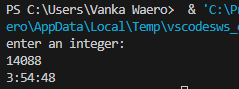 PS C:\Users\Vanka Waero>  & 'C:\P
ero\AppData\Local\Temp\vscodesws_
enter an integer:
14088
3:54:48